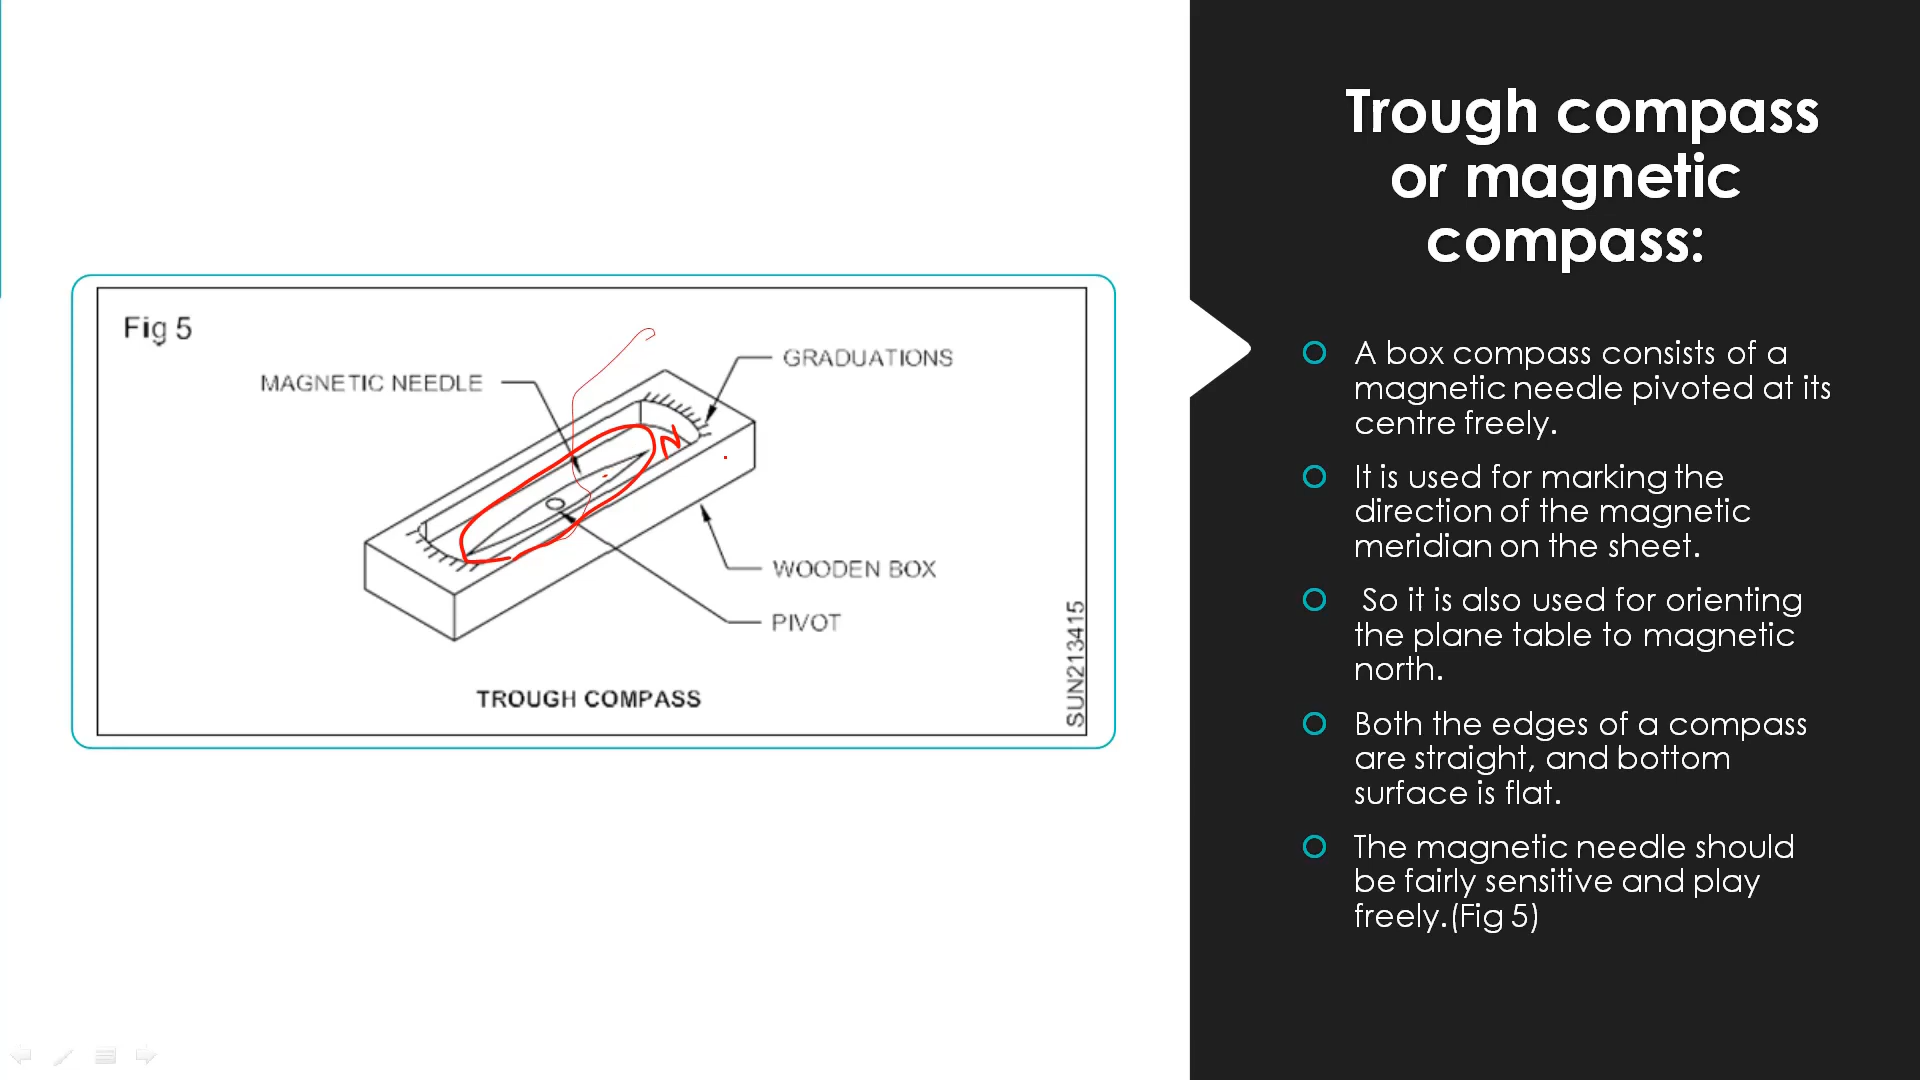 Trough compass
or magnetic
compass:
Fig 5
MAGNETIC NEEDLE
GRADUATIONS
N
WOODEN BOX
PIVOT
TROUGH COMPASS
SUN213415
A box compass consists of a
magnetic needle pivoted at its
centre freely.
It is used for marking the
direction of the magnetic
meridian on the sheet.
So it is also used for orienting
the plane table to magnetic
north.
Both the edges of a compass
are straight, and bottom
surface is flat.
The magnetic needle should
be fairly sensitive and play
freely.(Fig 5)